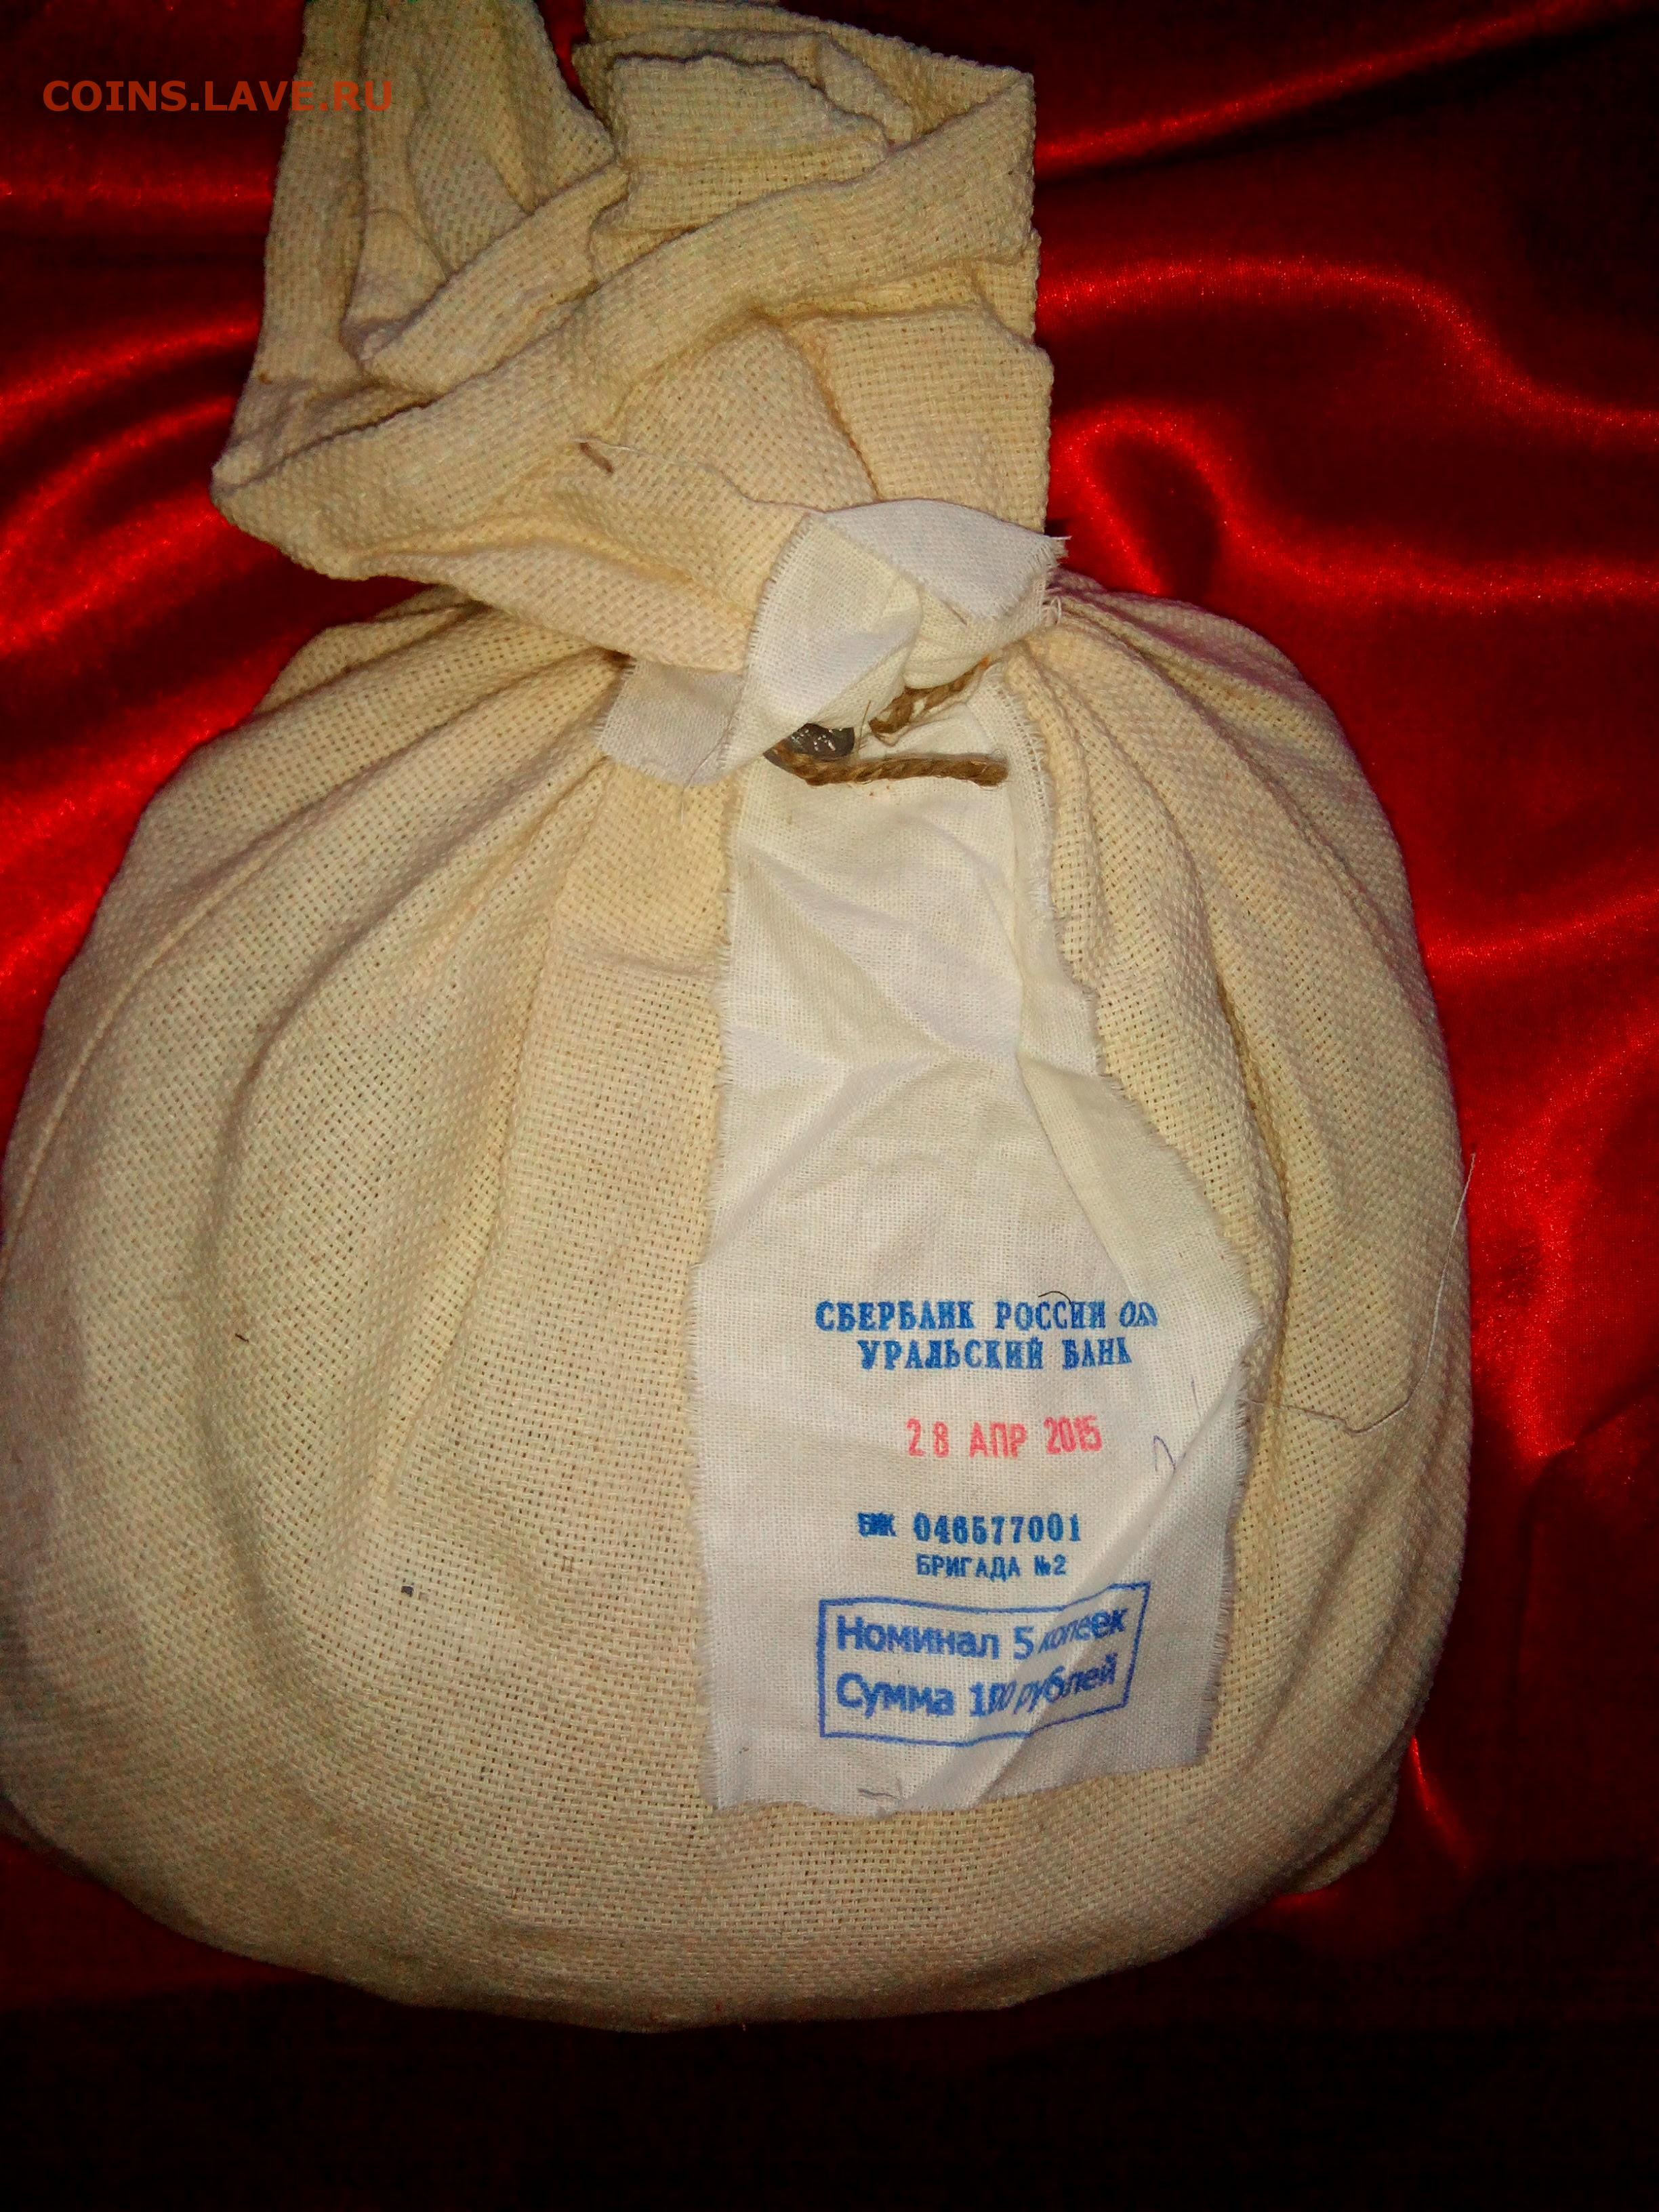 COINS.LAVE.RU
СБЕРБАНК РОССИИ ОАО
УРАЛЬСКИЙ БАНК
28 АПР 2015
БИК 046577001
БРИГАДА №2
Номинал 5 копеек
Сумма 100 рублей